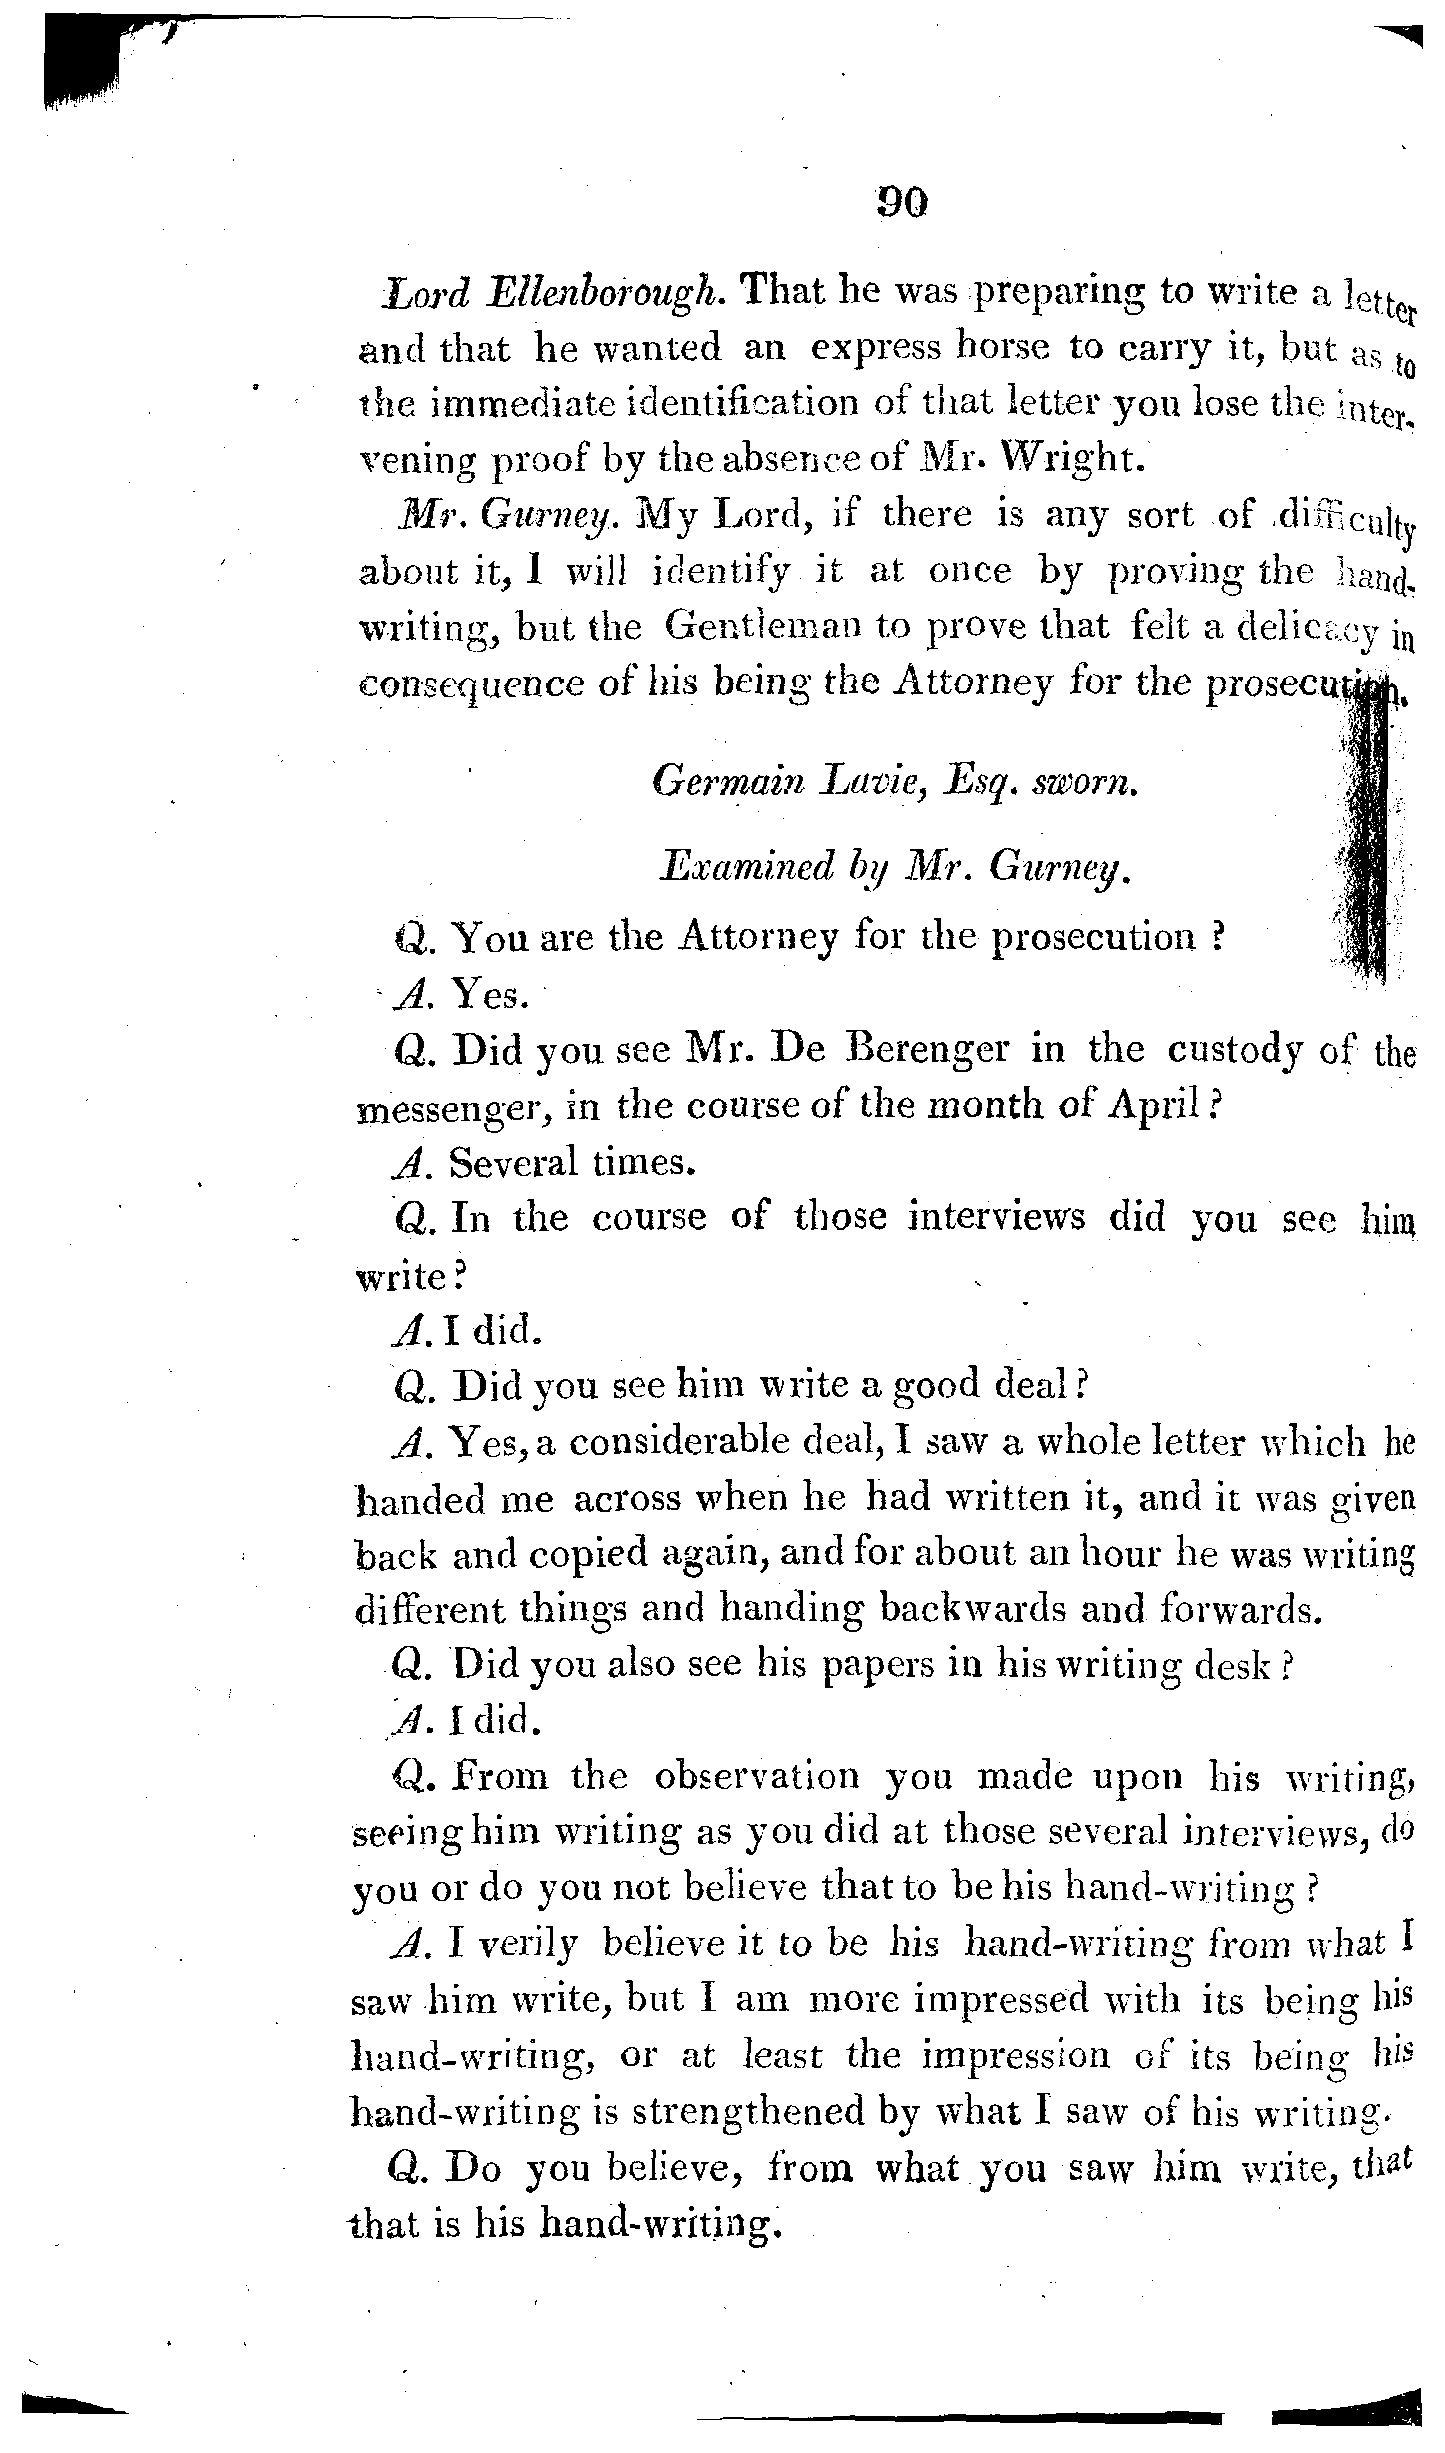 90
Lord Ellenborough. That he was preparing to write a letter
and that he wanted an express horse to carry it, but as to
the immediate identification of that letter you lose the inter-
vening proof by the absence of Mr. Wright.
Mr. Gurney. My Lord, if there is any sort of difficulty
about it, I will identify it at once by proving the hand-
writing, but the Gentleman to prove that felt a delicacy in
consequence of his being the Attorney for the prosecution.
Germain Lavie, Esq. sworn.
Examined by Mr. Gurney.
Q. You are the Attorney for the prosecution ?
A. Yes.
Q. Did you see Mr. De Berenger in the custody of the
messenger, in the course of the month of April ?
A. Several times.
Q. In the course of those interviews did you see him
write ?
A. I did.
Q. Did you see him write a good deal ?
A. Yes, a considerable deal, I saw a whole letter which he
handed me across when he had written it, and it was given
back and copied again, and for about an hour he was writing
different things and handing backwards and forwards.
Q. Did you also see his papers in his writing desk ?
A. I did.
Q. From the observation you made upon his writing,
seeing him writing as you did at those several interviews, do
you or do you not believe that to be his hand-writing ?
A. I verily believe it to be his hand-writing from what I
saw him write, but I am more impressed with its being his
hand-writing, or at least the impression of its being his
hand-writing is strengthened by what I saw of his writing.
Q. Do you believe, from what you saw him write, that
that is his hand-writing.